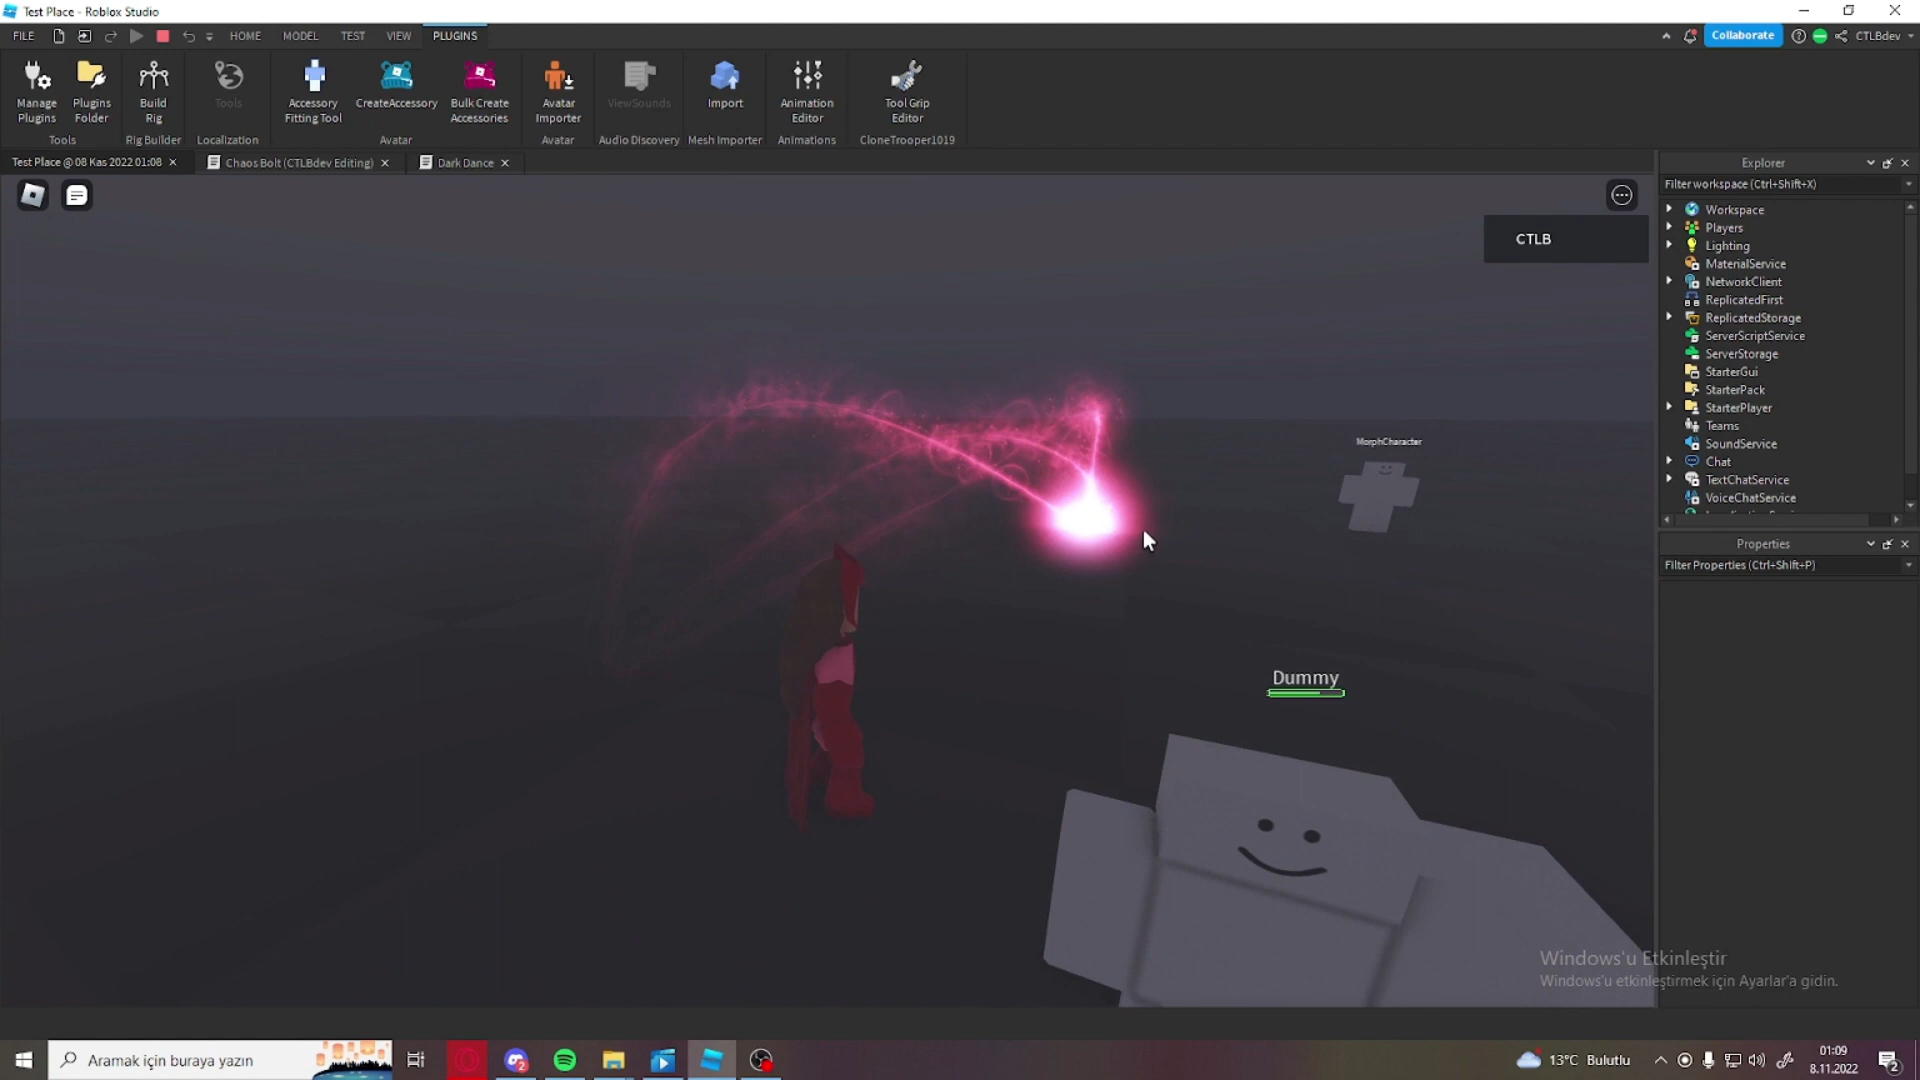 Test Place - Roblox Studio
FILE
HOME
MODEL
TEST
VIEW
PLUGINS
Collaborate
CTLBdev
Manage
Plugins
Plugins
Folder
Build
Rig
Tools
Accessory
Fitting Tool
CreateAccessory
Bulk Create
Accessories
Avatar
Importer
ViewSounds
Import
Animation
Editor
Tool Grip
Editor
Tools
Rig Builder
Localization
Avatar
Avatar
Audio Discovery
Mesh Importer
Animations
CloneTrooper1019
Test Place @ 08 Kas 2022 01:08
Chaos Bolt (CTLBdev Editing)
Dark Dance
CTLB
MorphCharacter
Dummy
Explorer
Filter workspace (Ctrl+Shift+X)
Workspace
Players
Lighting
MaterialService
NetworkClient
ReplicatedFirst
ReplicatedStorage
ServerScriptService
ServerStorage
StarterGui
StarterPack
StarterPlayer
Teams
SoundService
Chat
TextChatService
VoiceChatService
Properties
Filter Properties (Ctrl+Shift+P)
Windows'u Etkinleştir
Windows'u etkinleştirmek için Ayarlar'a gidin.
Aramak için buraya yazın
2
13°C Bulutlu
01:09
8.11.2022
2